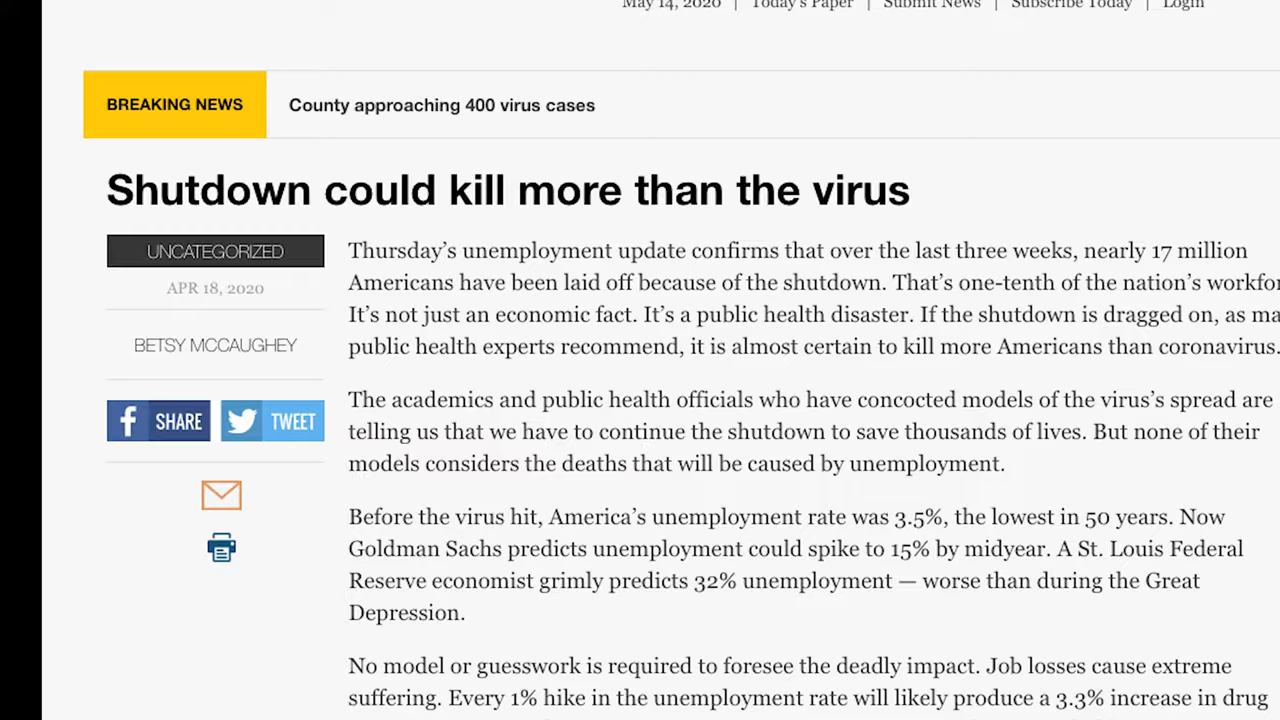 May 14, 2020 | Today's Paper | Submit News | Subscribe Today | Login
BREAKING NEWS County approaching 400 virus cases
Shutdown could kill more than the virus
UNCATEGORIZED
APR 18, 2020
BETSY MCCAUGHEY
SHARE TWEET
Thursday’s unemployment update confirms that over the last three weeks, nearly 17 million
Americans have been laid off because of the shutdown. That’s one-tenth of the nation’s
It’s not just an economic fact. It’s a public health disaster. If the shutdown is dragged on, as
public health experts recommend, it is almost certain to kill more Americans than coronavirus.
The academics and public health officials who have concocted models of the virus’s spread are
telling us that we have to continue the shutdown to save thousands of lives. But none of their
models considers the deaths that will be caused by unemployment.
Before the virus hit, America’s unemployment rate was 3.5%, the lowest in 50 years. Now
Goldman Sachs predicts unemployment could spike to 15% by midyear. A St. Louis Federal
Reserve economist grimly predicts 32% unemployment — worse than during the Great
Depression.
No model or guesswork is required to foresee the deadly impact. Job losses cause extreme
suffering. Every 1% hike in the unemployment rate will likely produce a 3.3% increase in drug